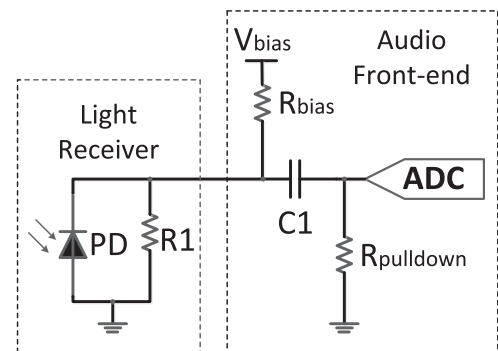 Vbias
Audio
Front-end
Rbias
Light
Receiver
ADC
C1
PD
R1
Rpulldown